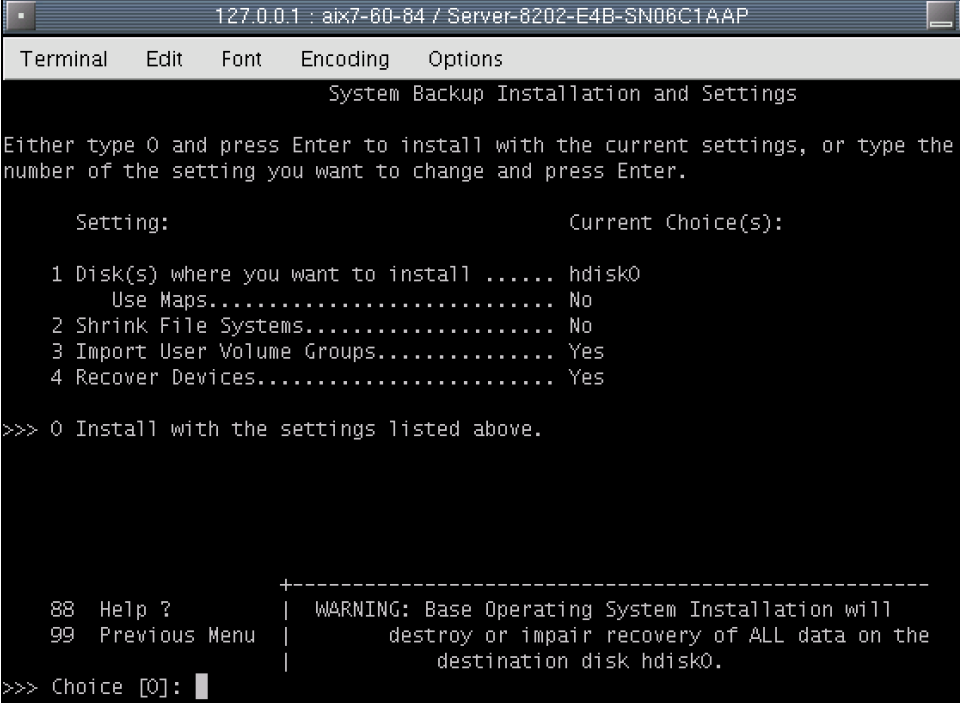 127.0.0.1 : aix7-60-84 / Server-8202-E4B-SN06C1AAP
Terminal Edit Font Encoding Options
System Backup Installation and Settings
Either type 0 and press Enter to install with the current settings, or type the
number of the setting you want to change and press Enter.
Setting: Current Choice(s):
1 Disk(s) where you want to install ...... hdisk0
Use Maps............................. No
2 Shrink File Systems..................... No
3 Import User Volume Groups............... Yes
4 Recover Devices......................... Yes
>>> 0 Install with the settings listed above.
+-----------------------------------------------------
88 Help ? | WARNING: Base Operating System Installation will
99 Previous Menu | destroy or impair recovery of ALL data on the
| destination disk hdisk0.
>>> Choice [0]: